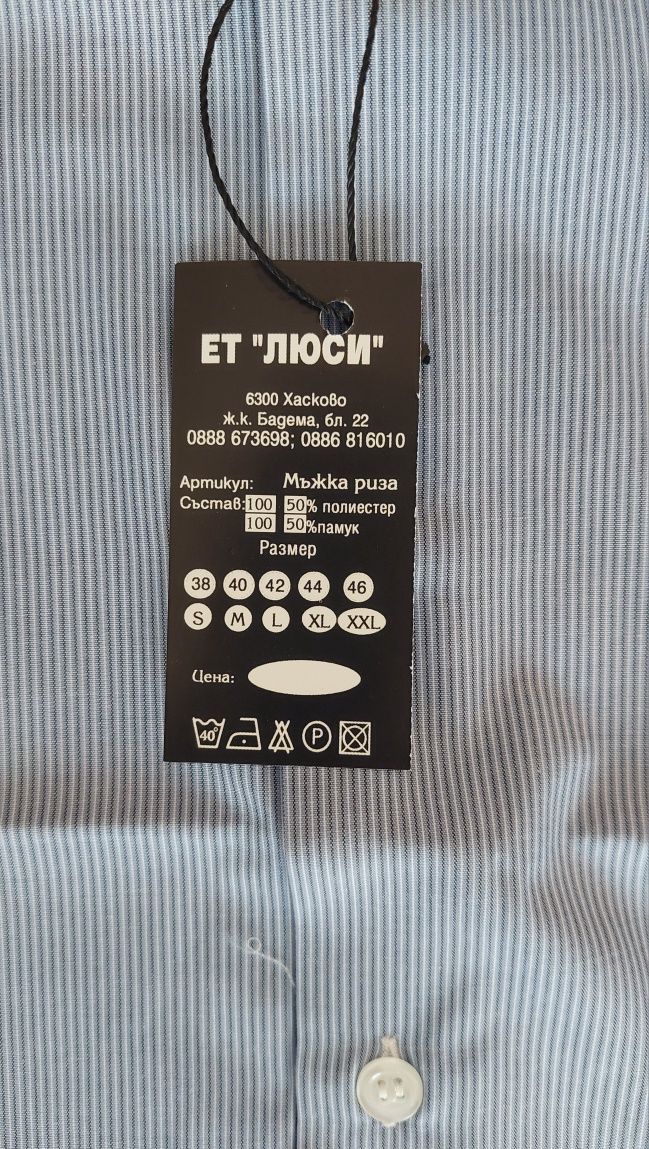 ЕТ "ЛЮСИ"
6300 Хасково
ж.к. Бадема, бл. 22
0888 673698; 0886 816010
Артикул: Мъжка риза
Състав: 100 50% полиестер
100 50% памук
Размер
38 40 42 44 46
S M L XL XXL
Цена:
40° P